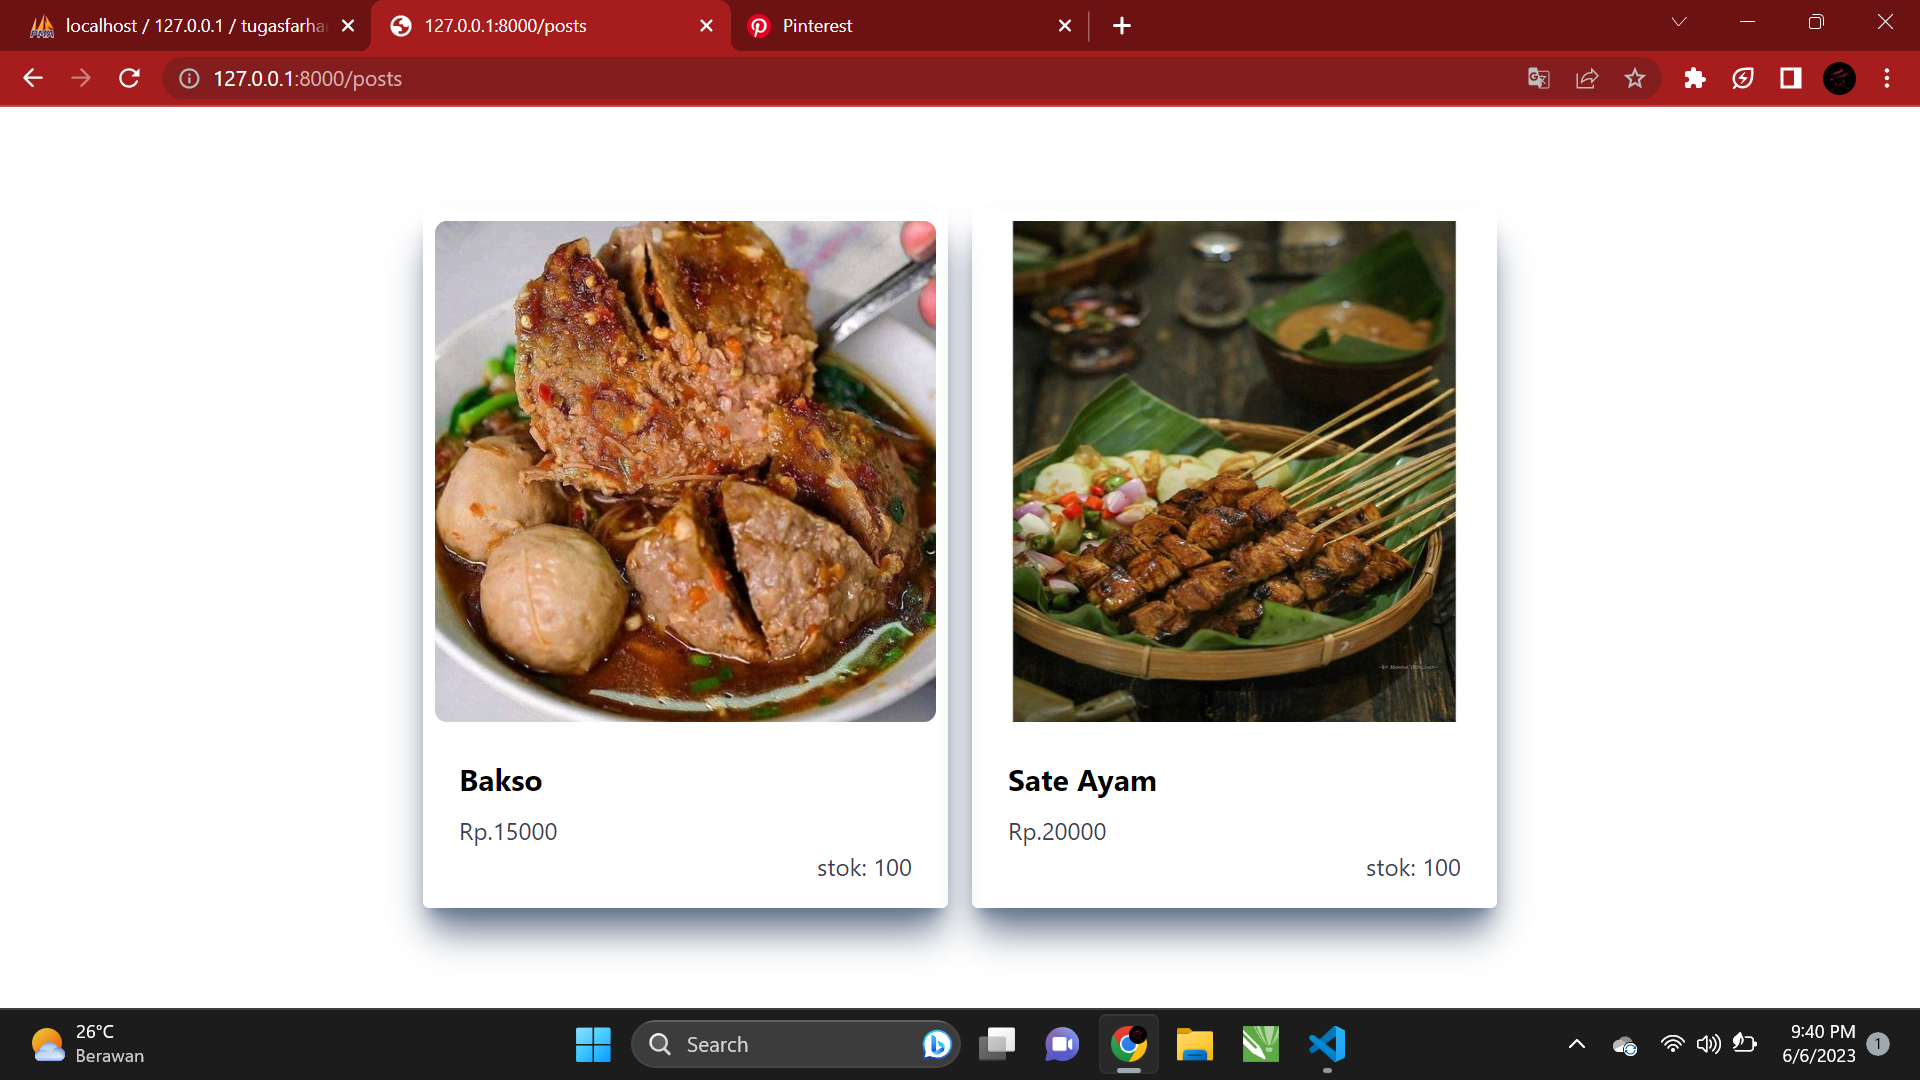 localhost / 127.0.0.1 / tugasfarha
127.0.0.1:8000/posts
Pinterest
127.0.0.1:8000/posts
Bakso
Rp.15000
stok: 100
Sate Ayam
Rp.20000
stok: 100
26°C
Berawan
Search
9:40 PM
6/6/2023
1